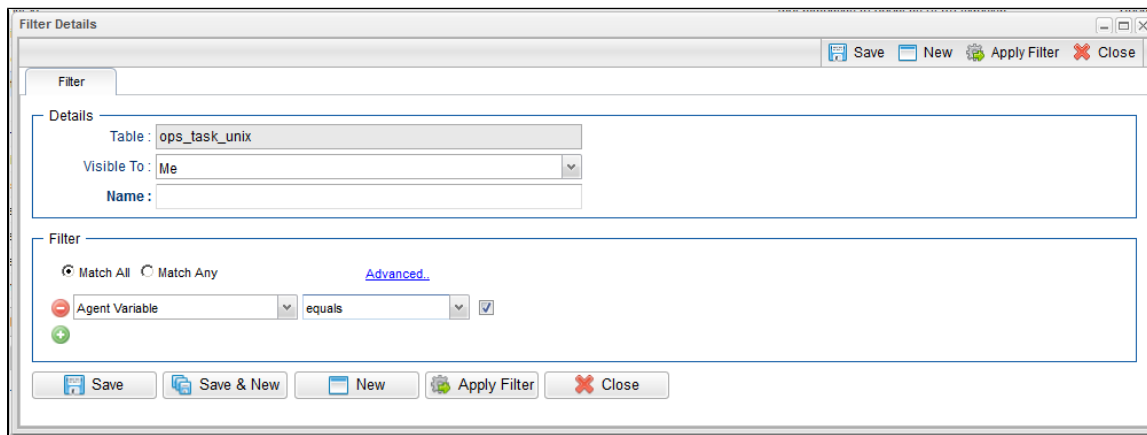 Filter Details
Save New Apply Filter Close
Filter
Details
Table : ops_task_unix
Visible To : Me
Name :
Filter
Match All Match Any Advanced..
Agent Variable equals
Save Save & New New Apply Filter Close